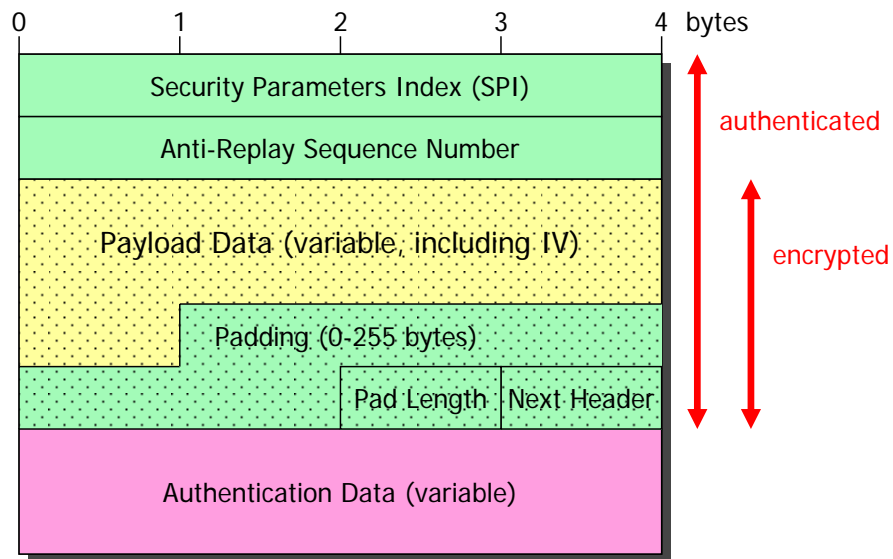 0 1 2 3 4 bytes
Security Parameters Index (SPI)
authenticated
Anti-Replay Sequence Number
Payload Data (variable, including IV)
encrypted
Padding (0-255 bytes)
Pad Length Next Header
Authentication Data (variable)